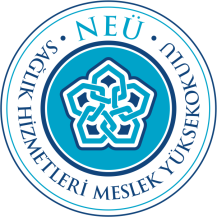 · NEÜ ·
SAĞLIK HİZMETLERİ MESLEK YÜKSEKOKULU